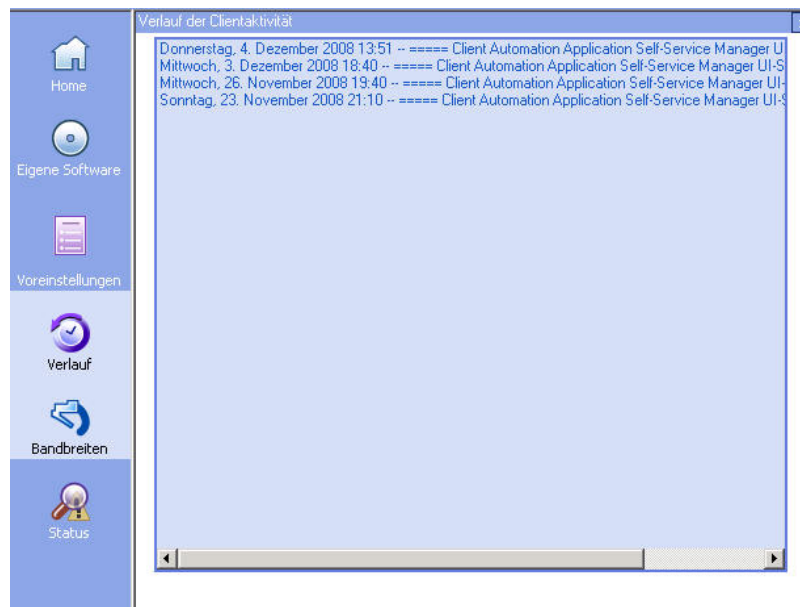 Verlauf der Clientaktivität
Donnerstag, 4. Dezember 2008 13:51 -- ===== Client Automation Application Self-Service Manager U
Mittwoch, 3. Dezember 2008 18:40 -- ===== Client Automation Application Self-Service Manager UI-S
Mittwoch, 26. November 2008 19:40 -- ===== Client Automation Application Self-Service Manager UI-
Sonntag, 23. November 2008 21:10 -- ===== Client Automation Application Self-Service Manager UI-S
Home
Eigene Software
Voreinstellungen
Verlauf
Bandbreiten
Status